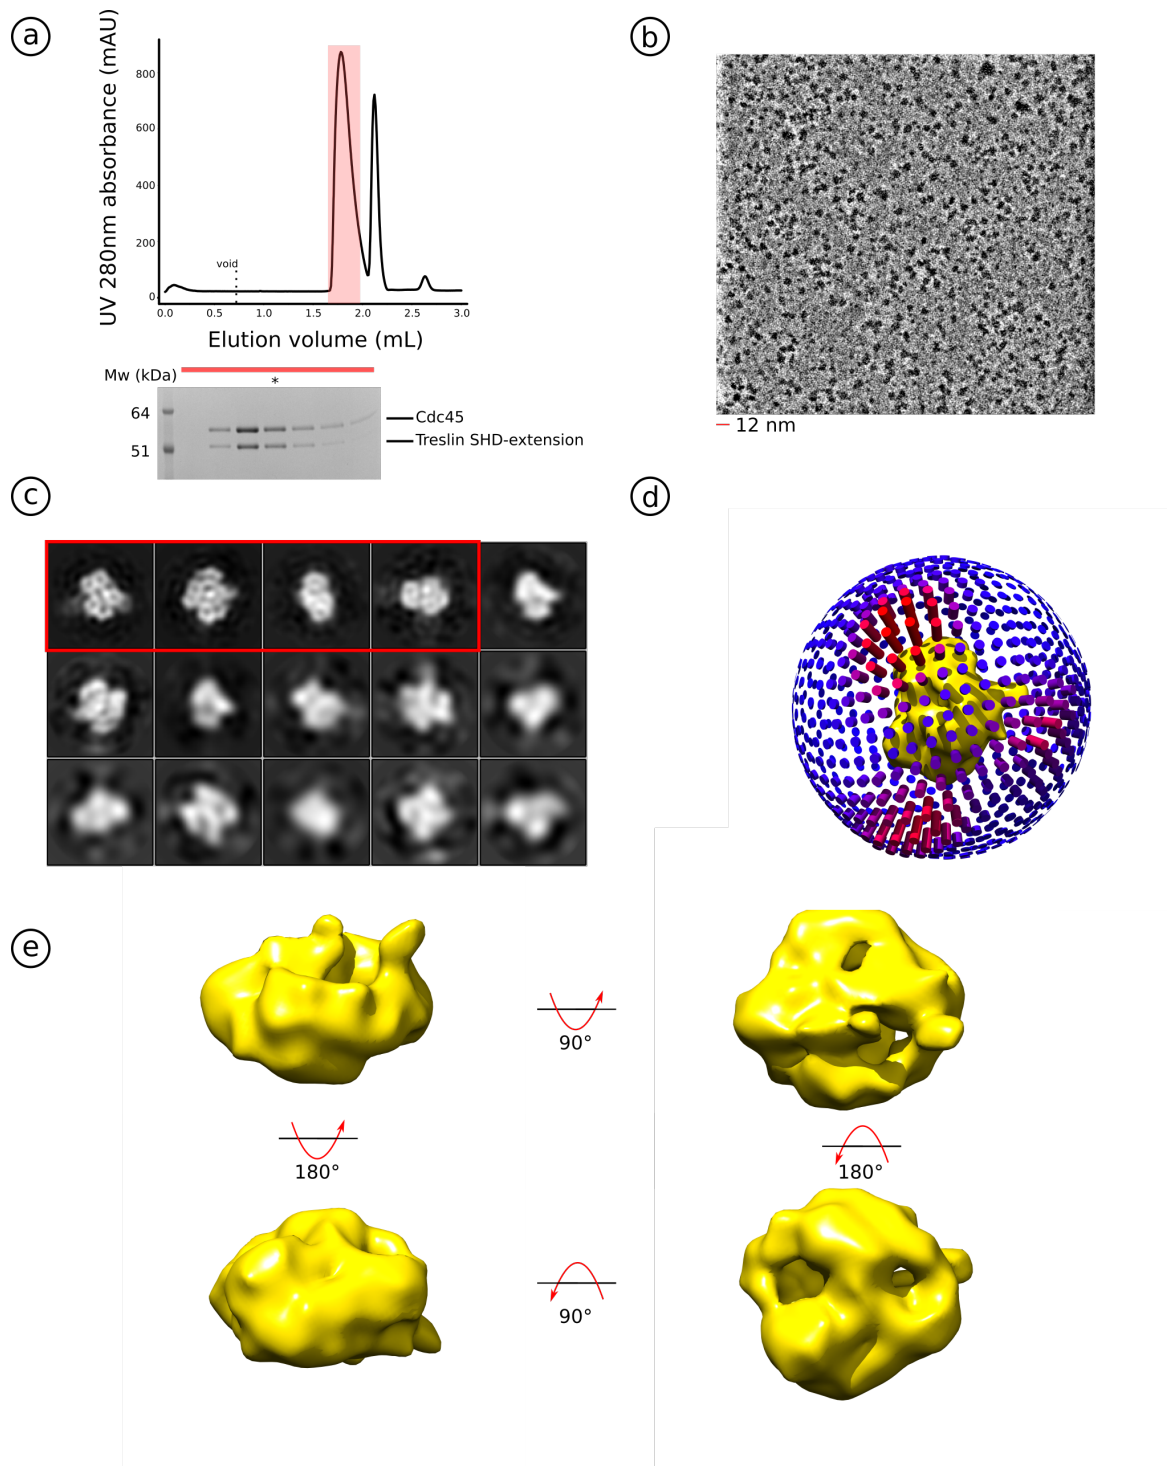 a
UV 280nm absorbance (mAU)
800
600
400
200
0
void
0.0 0.5 1.0 1.5 2.0 2.5 3.0
Elution volume (mL)
Mw (kDa)
*
64
51
Cdc45
Treslin SHD-extension
b
12 nm
c
d
e
90°
180°
180°
90°